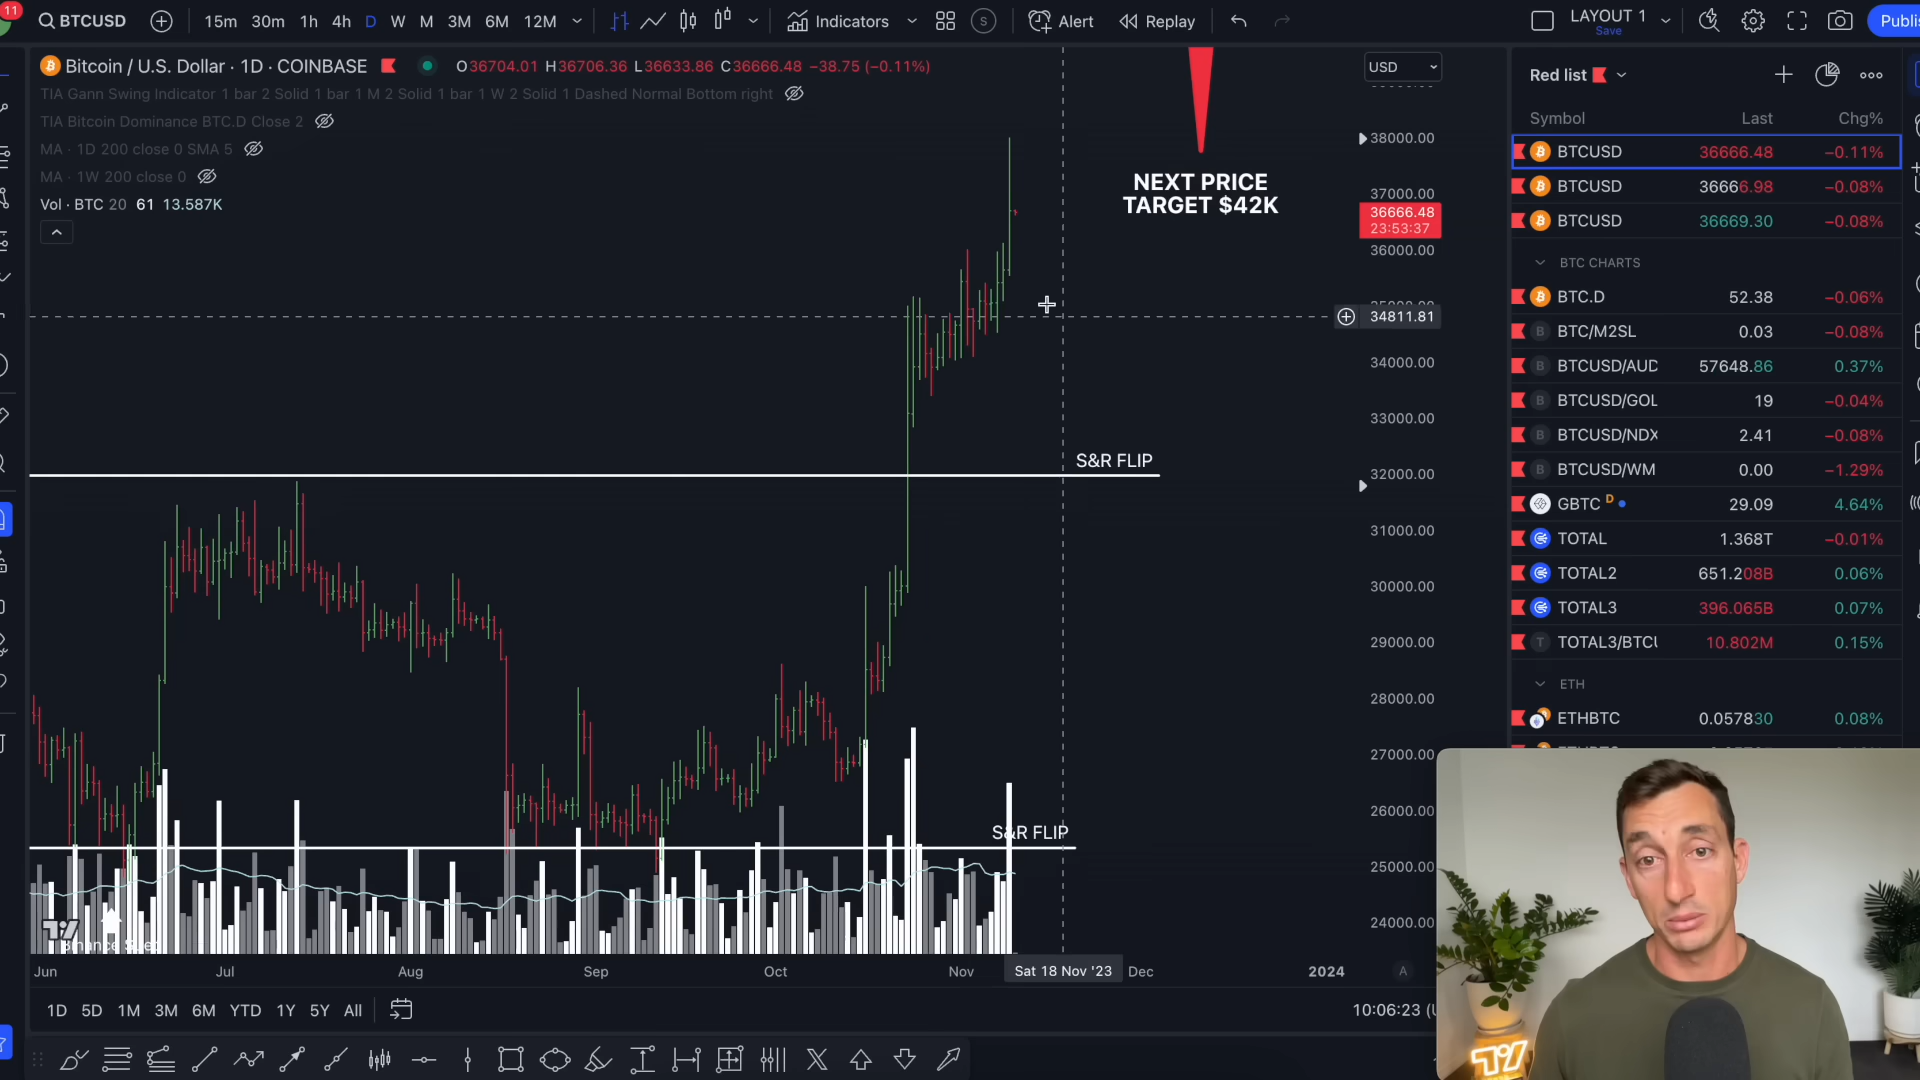 11
BTCUSD
15m 30m 1h 4h D W M 3M 6M 12M
Indicators
S
Alert
Replay
LAYOUT 1
Save
Bitcoin / U.S. Dollar · 1D · COINBASE
O36704.01 H36706.36 L36633.86 C36666.48 −38.75 (−0.11%)
TIA Gann Swing Indicator 1 bar 2 Solid 1 bar 1 M 2 Solid 1 bar 1 W 2 Solid 1 Dashed Normal Bottom right
TIA Bitcoin Dominance BTC.D Close 2
MA · 1D 200 close 0 SMA 5
MA · 1W 200 close 0
Vol · BTC 20 61 13.587K
NEXT PRICE
TARGET $42K
S&R FLIP
S&R FLIP
USD
38000.00
37000.00
36666.48
23:53:37
36000.00
34811.81
34000.00
33000.00
32000.00
31000.00
30000.00
29000.00
28000.00
27000.00
26000.00
25000.00
24000.00
Jun Jul Aug Sep Oct Nov Sat 18 Nov '23 Dec 2024 A
1D 5D 1M 3M 6M YTD 1Y 5Y All
10:06:23
Red list
Symbol Last Chg%
BTCUSD 36666.48 −0.11%
BTCUSD 36666.98 −0.08%
BTCUSD 36669.30 −0.08%
BTC CHARTS
BTC.D 52.38 −0.06%
BTC/M2SL 0.03 −0.08%
BTCUSD/AUD 57648.86 0.37%
BTCUSD/GOL 19 −0.04%
BTCUSD/NDX 2.41 −0.08%
BTCUSD/WM 0.00 −1.29%
GBTC D 29.09 4.64%
TOTAL 1.368T −0.01%
TOTAL2 651.208B 0.06%
TOTAL3 396.065B 0.07%
TOTAL3/BTCU 10.802M 0.15%
ETH
ETHBTC 0.057830 0.08%